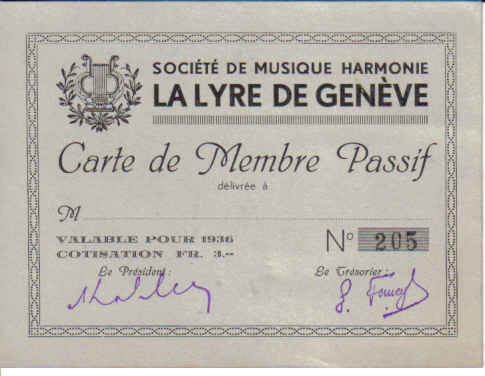 SOCIÉTÉ DE MUSIQUE HARMONIE
LA LYRE DE GENÈVE
Carte de Membre Passif
délivrée à
M
VALABLE POUR 1936
COTISATION FR. 3.--
N° 205
Le Président :
Le Trésorier :